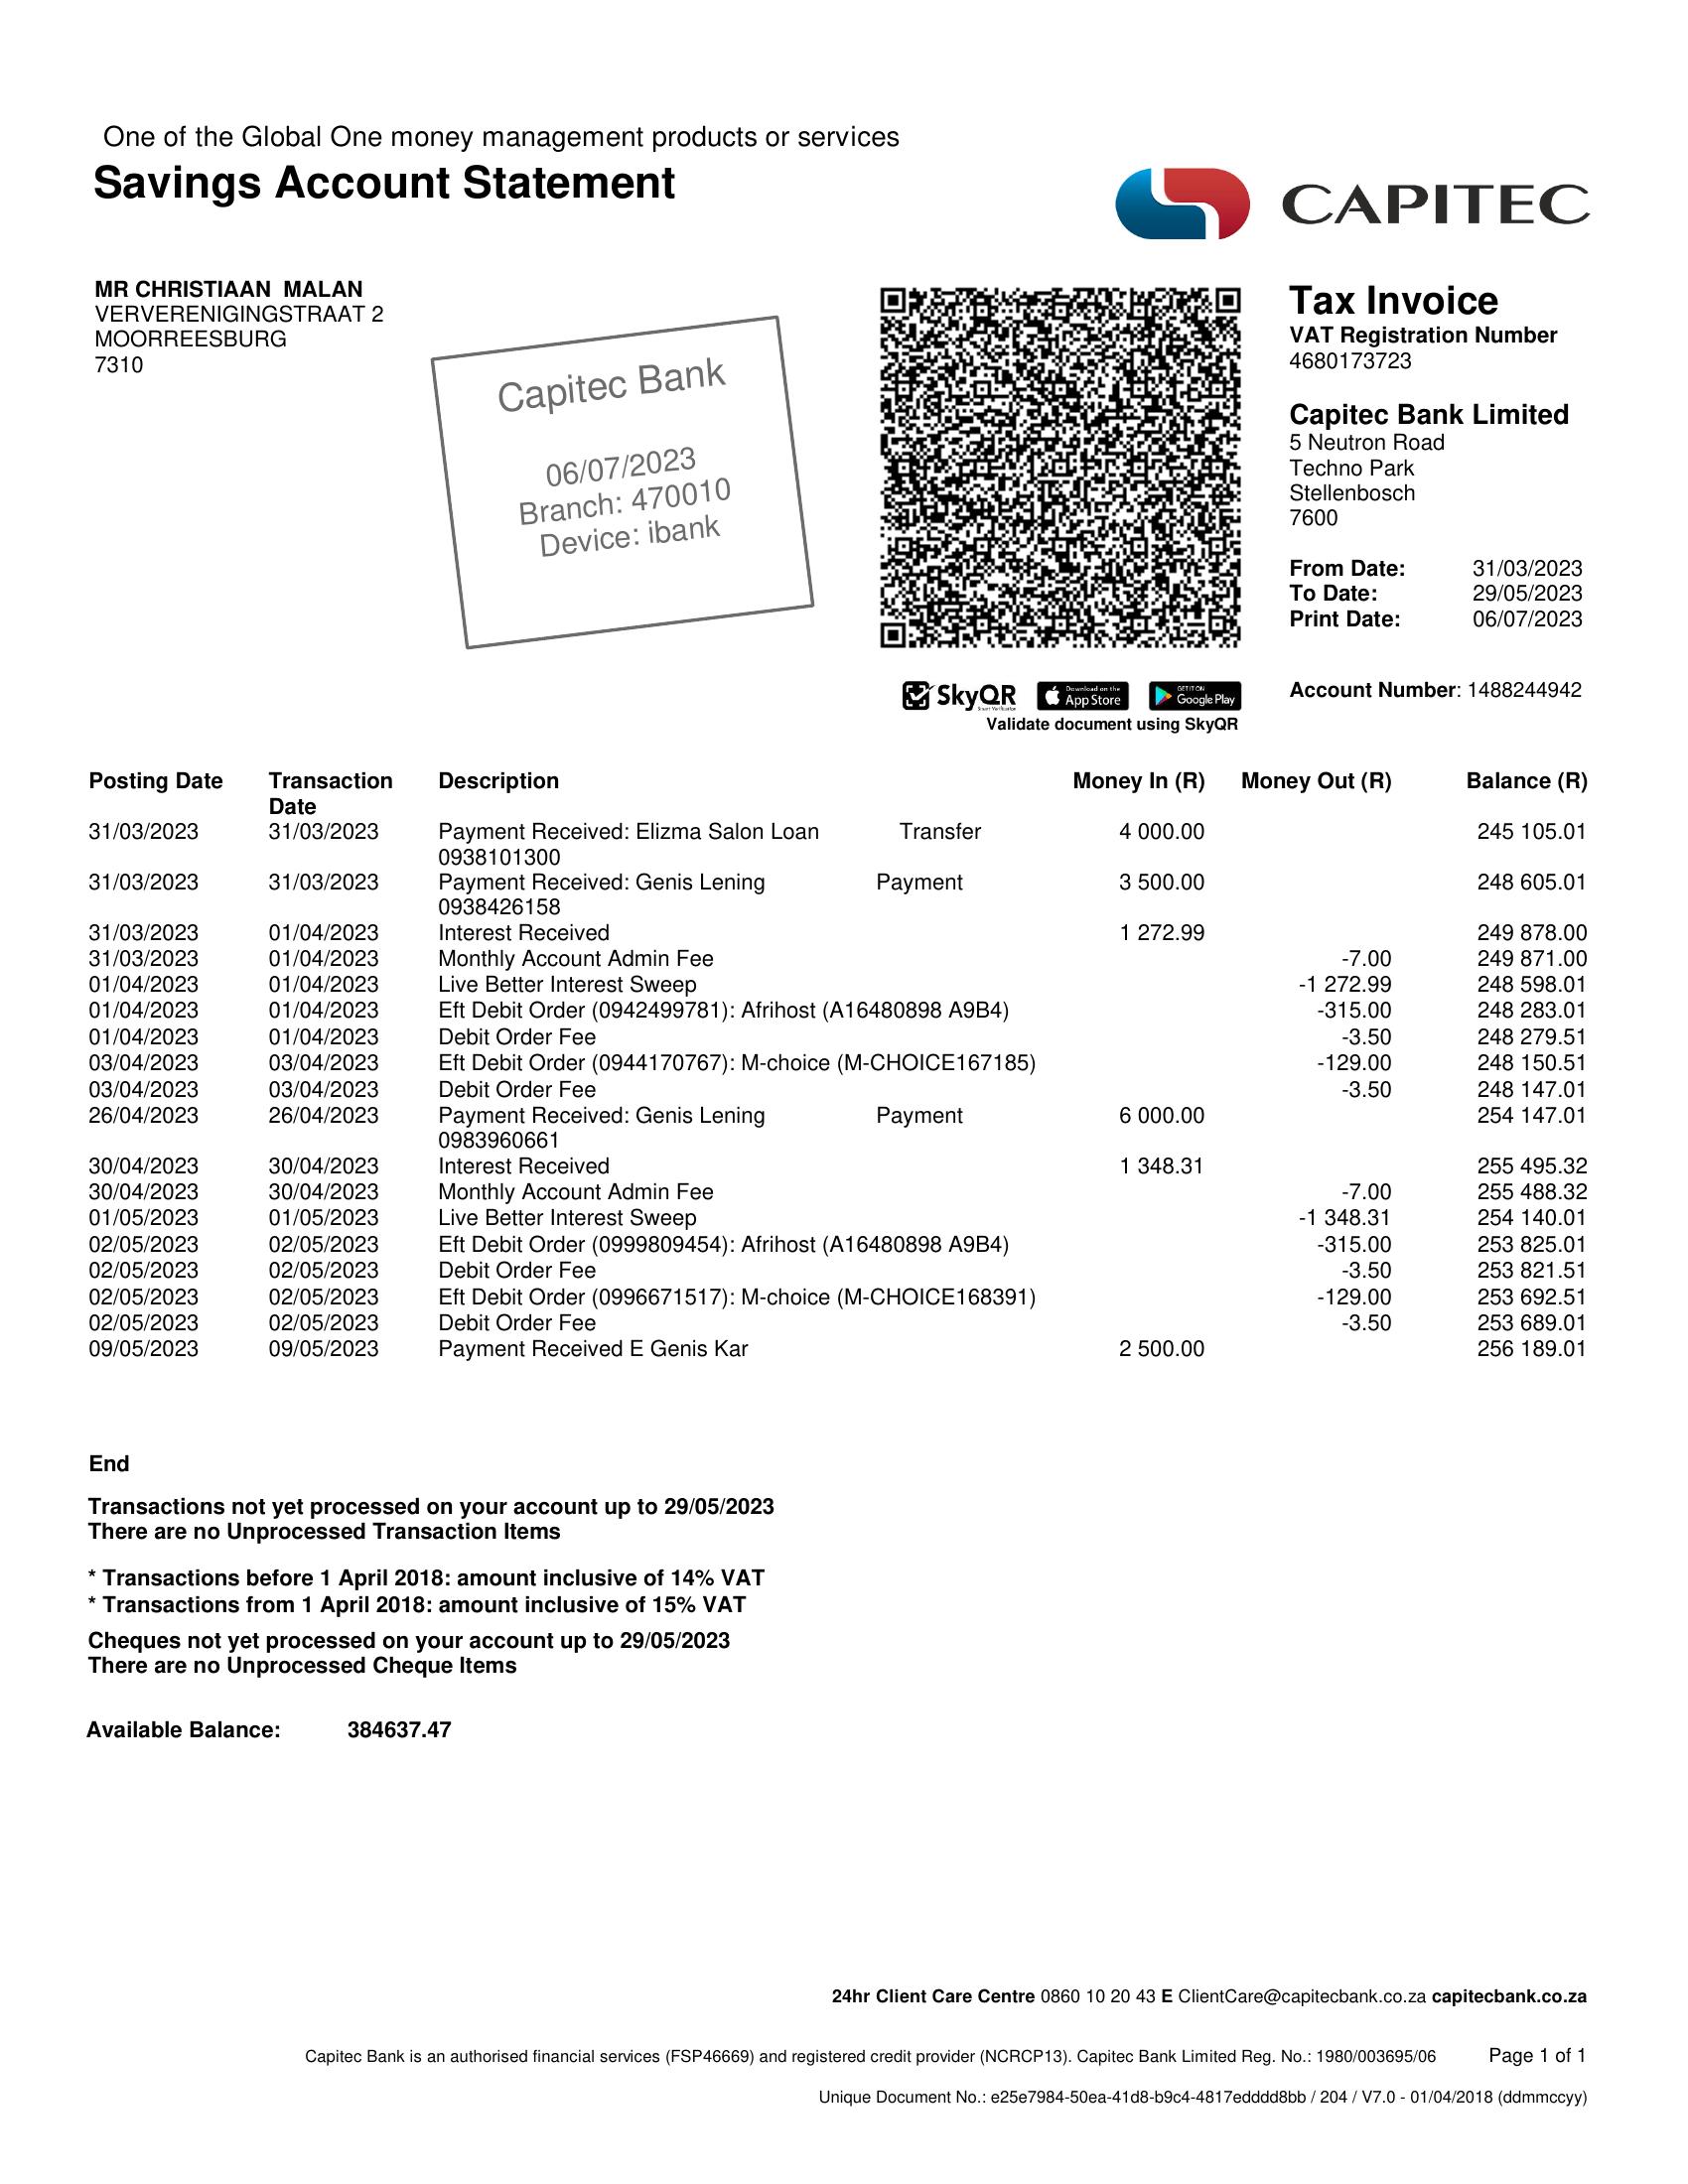 One of the Global One money management products or services
Savings Account Statement
CAPITEC
MR CHRISTIAAN  MALAN
VERVERENIGINGSTRAAT 2
MOORREESBURG
7310
Capitec Bank
06/07/2023
Branch: 470010
Device: ibank
Tax Invoice
VAT Registration Number
4680173723
Capitec Bank Limited
5 Neutron Road
Techno Park
Stellenbosch
7600
From Date: 31/03/2023
To Date: 29/05/2023
Print Date: 06/07/2023
Account Number: 1488244942
SkyQR
Smart Verification
Download on the
App Store
GET IT ON
Google Play
Validate document using SkyQR
Posting Date Transaction Date Description Money In (R) Money Out (R) Balance (R)
31/03/2023 31/03/2023 Payment Received: Elizma Salon Loan Transfer 4 000.00 245 105.01
0938101300
31/03/2023 31/03/2023 Payment Received: Genis Lening Payment 3 500.00 248 605.01
0938426158
31/03/2023 01/04/2023 Interest Received 1 272.99 249 878.00
31/03/2023 01/04/2023 Monthly Account Admin Fee -7.00 249 871.00
01/04/2023 01/04/2023 Live Better Interest Sweep -1 272.99 248 598.01
01/04/2023 01/04/2023 Eft Debit Order (0942499781): Afrihost (A16480898 A9B4) -315.00 248 283.01
01/04/2023 01/04/2023 Debit Order Fee -3.50 248 279.51
03/04/2023 03/04/2023 Eft Debit Order (0944170767): M-choice (M-CHOICE167185) -129.00 248 150.51
03/04/2023 03/04/2023 Debit Order Fee -3.50 248 147.01
26/04/2023 26/04/2023 Payment Received: Genis Lening Payment 6 000.00 254 147.01
0983960661
30/04/2023 30/04/2023 Interest Received 1 348.31 255 495.32
30/04/2023 30/04/2023 Monthly Account Admin Fee -7.00 255 488.32
01/05/2023 01/05/2023 Live Better Interest Sweep -1 348.31 254 140.01
02/05/2023 02/05/2023 Eft Debit Order (0999809454): Afrihost (A16480898 A9B4) -315.00 253 825.01
02/05/2023 02/05/2023 Debit Order Fee -3.50 253 821.51
02/05/2023 02/05/2023 Eft Debit Order (0996671517): M-choice (M-CHOICE168391) -129.00 253 692.51
02/05/2023 02/05/2023 Debit Order Fee -3.50 253 689.01
09/05/2023 09/05/2023 Payment Received E Genis Kar 2 500.00 256 189.01
End
Transactions not yet processed on your account up to 29/05/2023
There are no Unprocessed Transaction Items
* Transactions before 1 April 2018: amount inclusive of 14% VAT
* Transactions from 1 April 2018: amount inclusive of 15% VAT
Cheques not yet processed on your account up to 29/05/2023
There are no Unprocessed Cheque Items
Available Balance: 384637.47
24hr Client Care Centre 0860 10 20 43 E ClientCare@capitecbank.co.za capitecbank.co.za
Capitec Bank is an authorised financial services (FSP46669) and registered credit provider (NCRCP13). Capitec Bank Limited Reg. No.: 1980/003695/06 Page 1 of 1
Unique Document No.: e25e7984-50ea-41d8-b9c4-4817edddd8bb / 204 / V7.0 - 01/04/2018 (ddmmccyy)